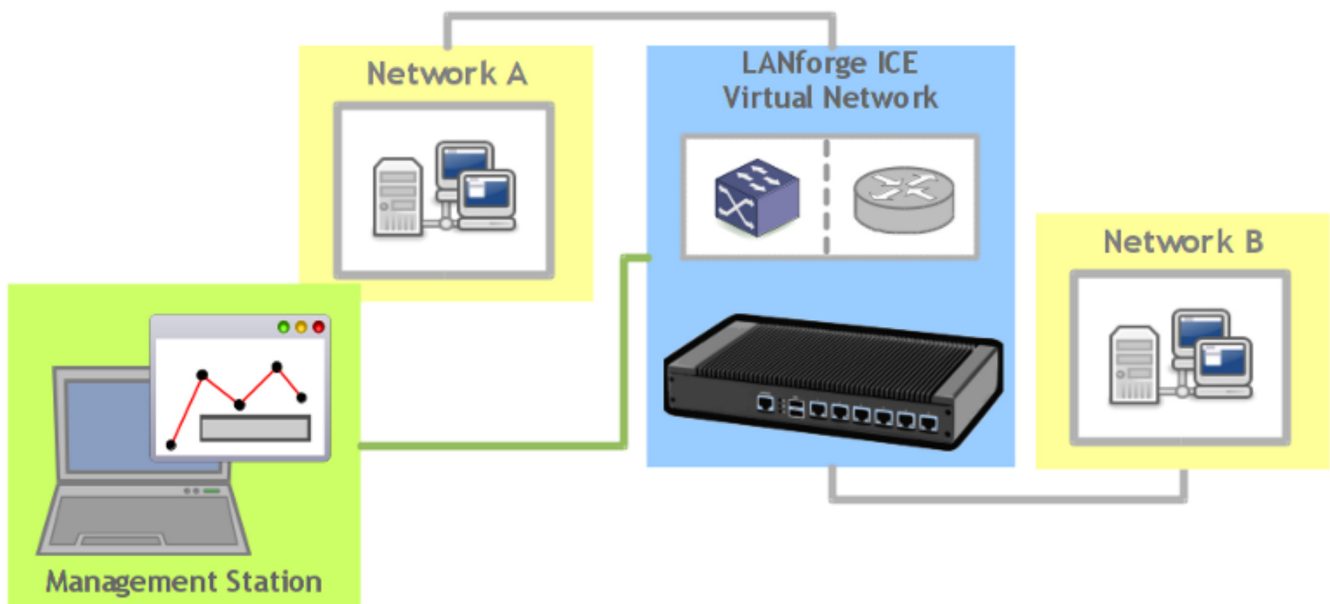 Network A
LANforge ICE
Virtual Network
Network B
Management Station